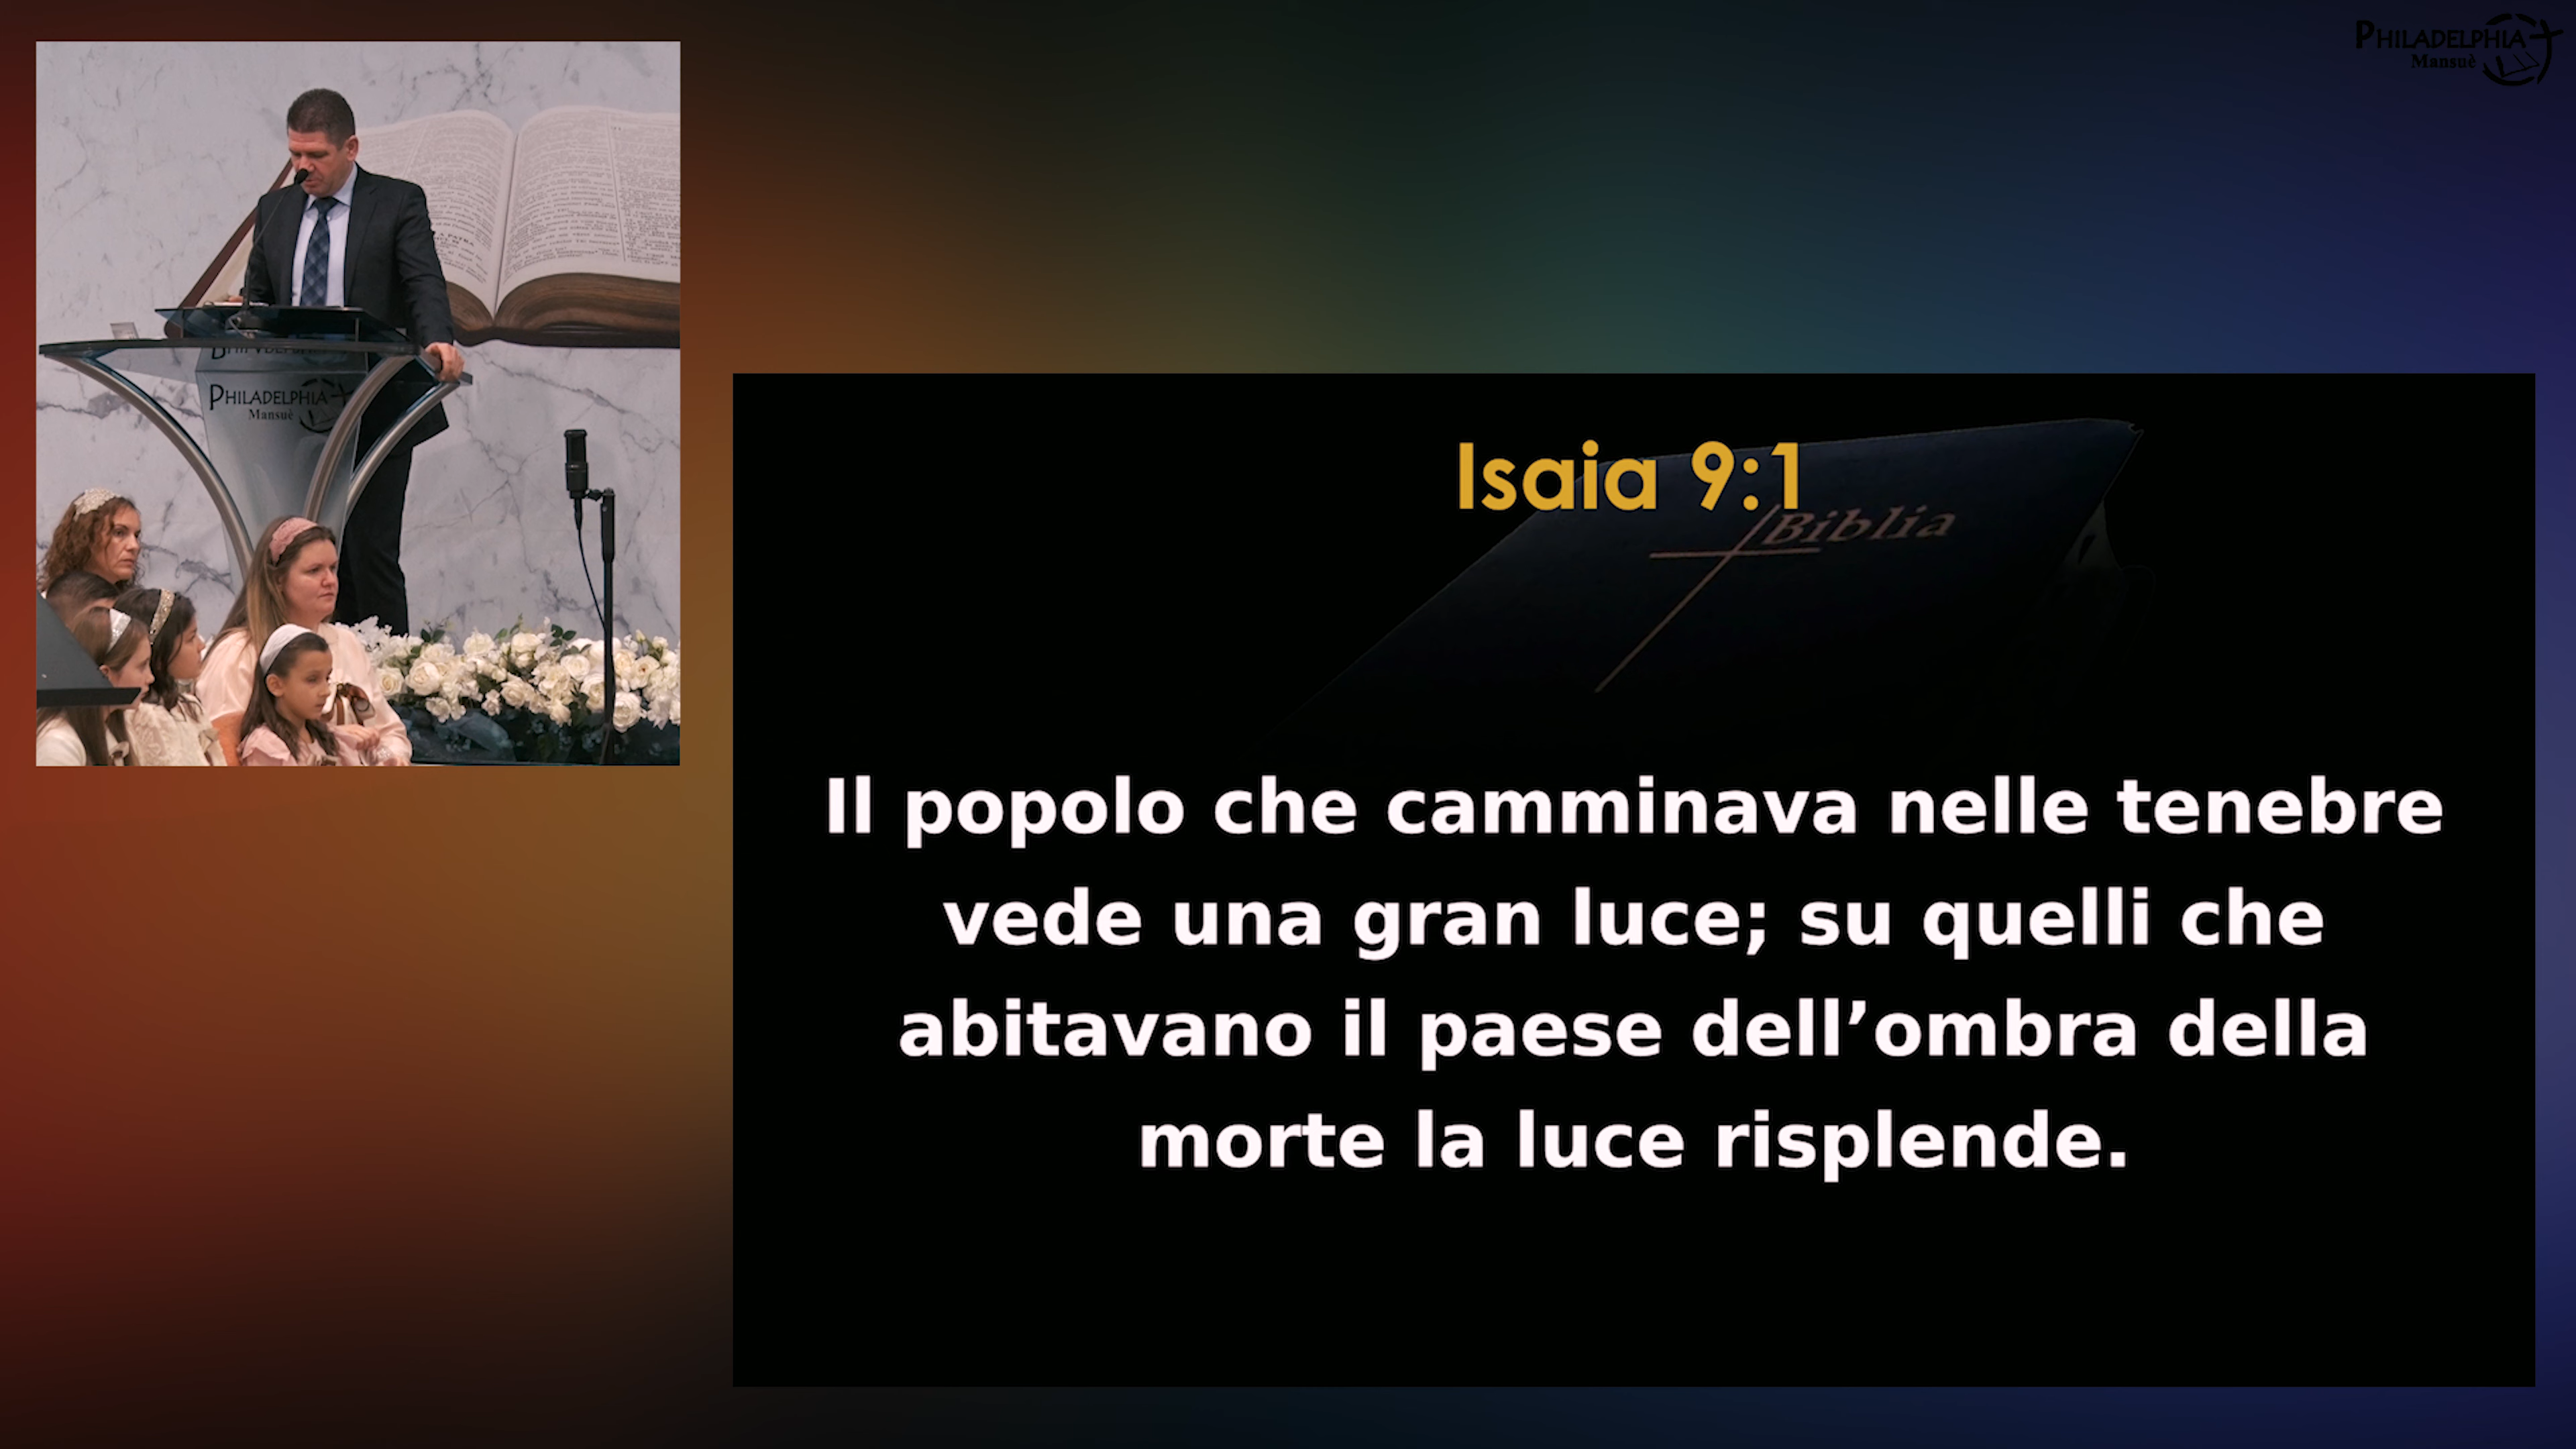 PHILADELPHIA
Mansuè
PHILADELPHIA
Mansuè
Isaia 9:1
Biblia
Il popolo che camminava nelle tenebre
vede una gran luce; su quelli che
abitavano il paese dell’ombra della
morte la luce risplende.